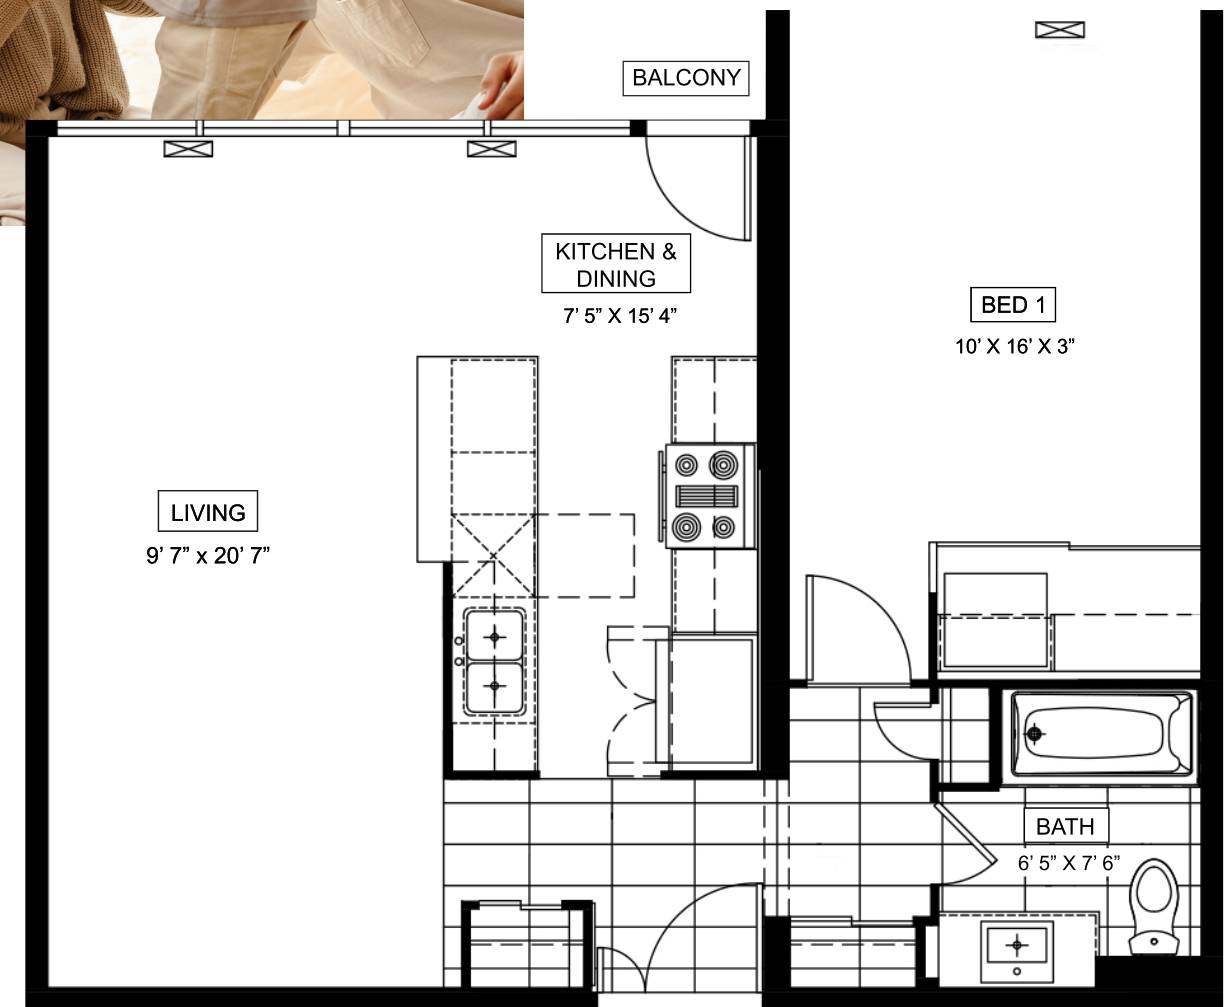 BALCONY
KITCHEN &
DINING
7’ 5” X 15’ 4”
BED 1
10’ X 16’ X 3”
LIVING
9’ 7” x 20’ 7”
BATH
6’ 5” X 7’ 6”